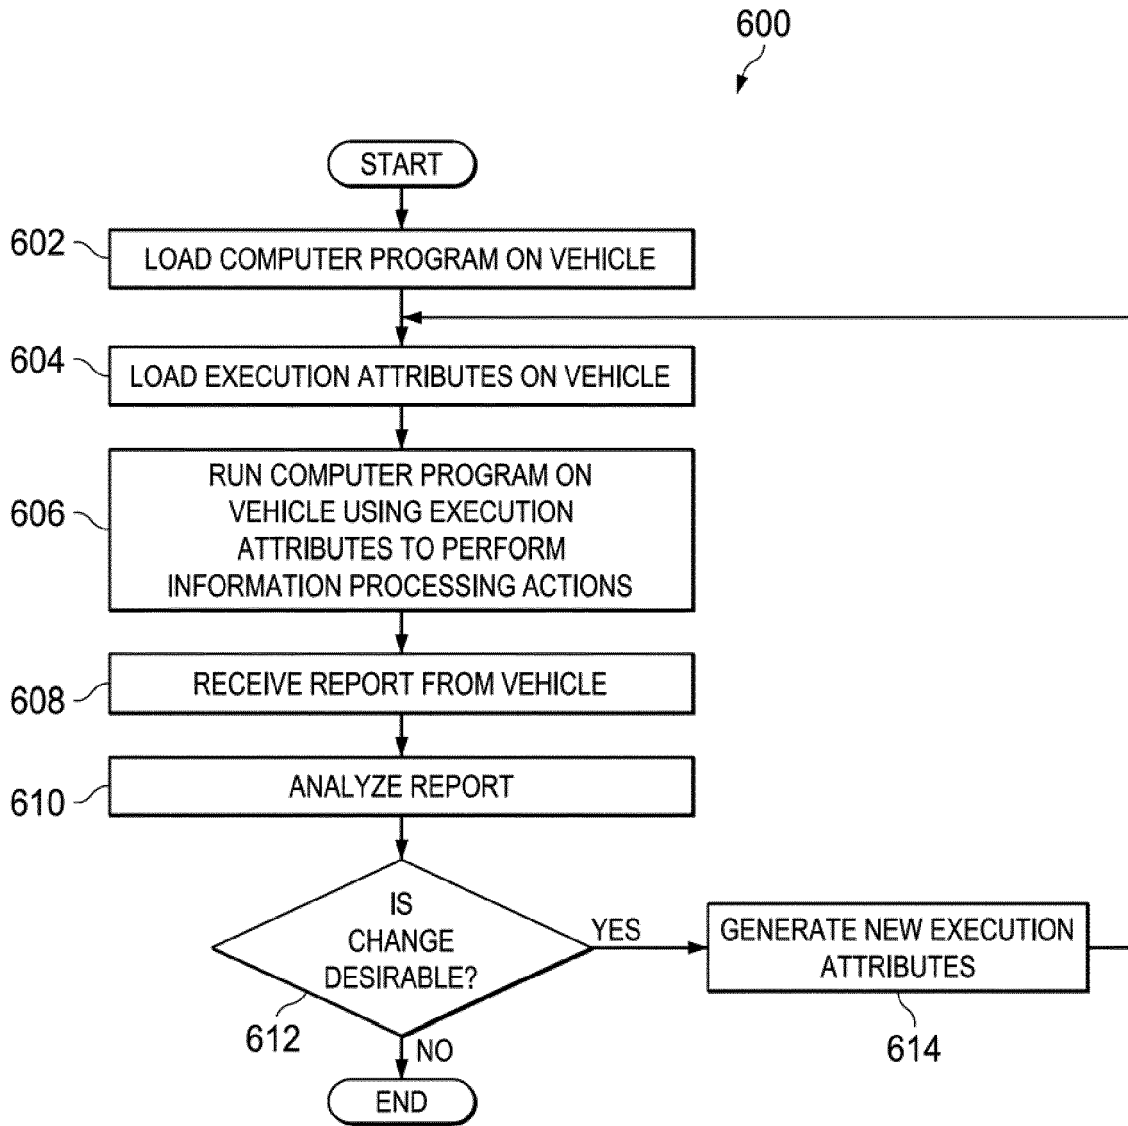 600
START
602
LOAD COMPUTER PROGRAM ON VEHICLE
604
LOAD EXECUTION ATTRIBUTES ON VEHICLE
606
RUN COMPUTER PROGRAM ON
VEHICLE USING EXECUTION
ATTRIBUTES TO PERFORM
INFORMATION PROCESSING ACTIONS
608
RECEIVE REPORT FROM VEHICLE
610
ANALYZE REPORT
IS
CHANGE
DESIRABLE?
612
YES
GENERATE NEW EXECUTION
ATTRIBUTES
614
NO
END